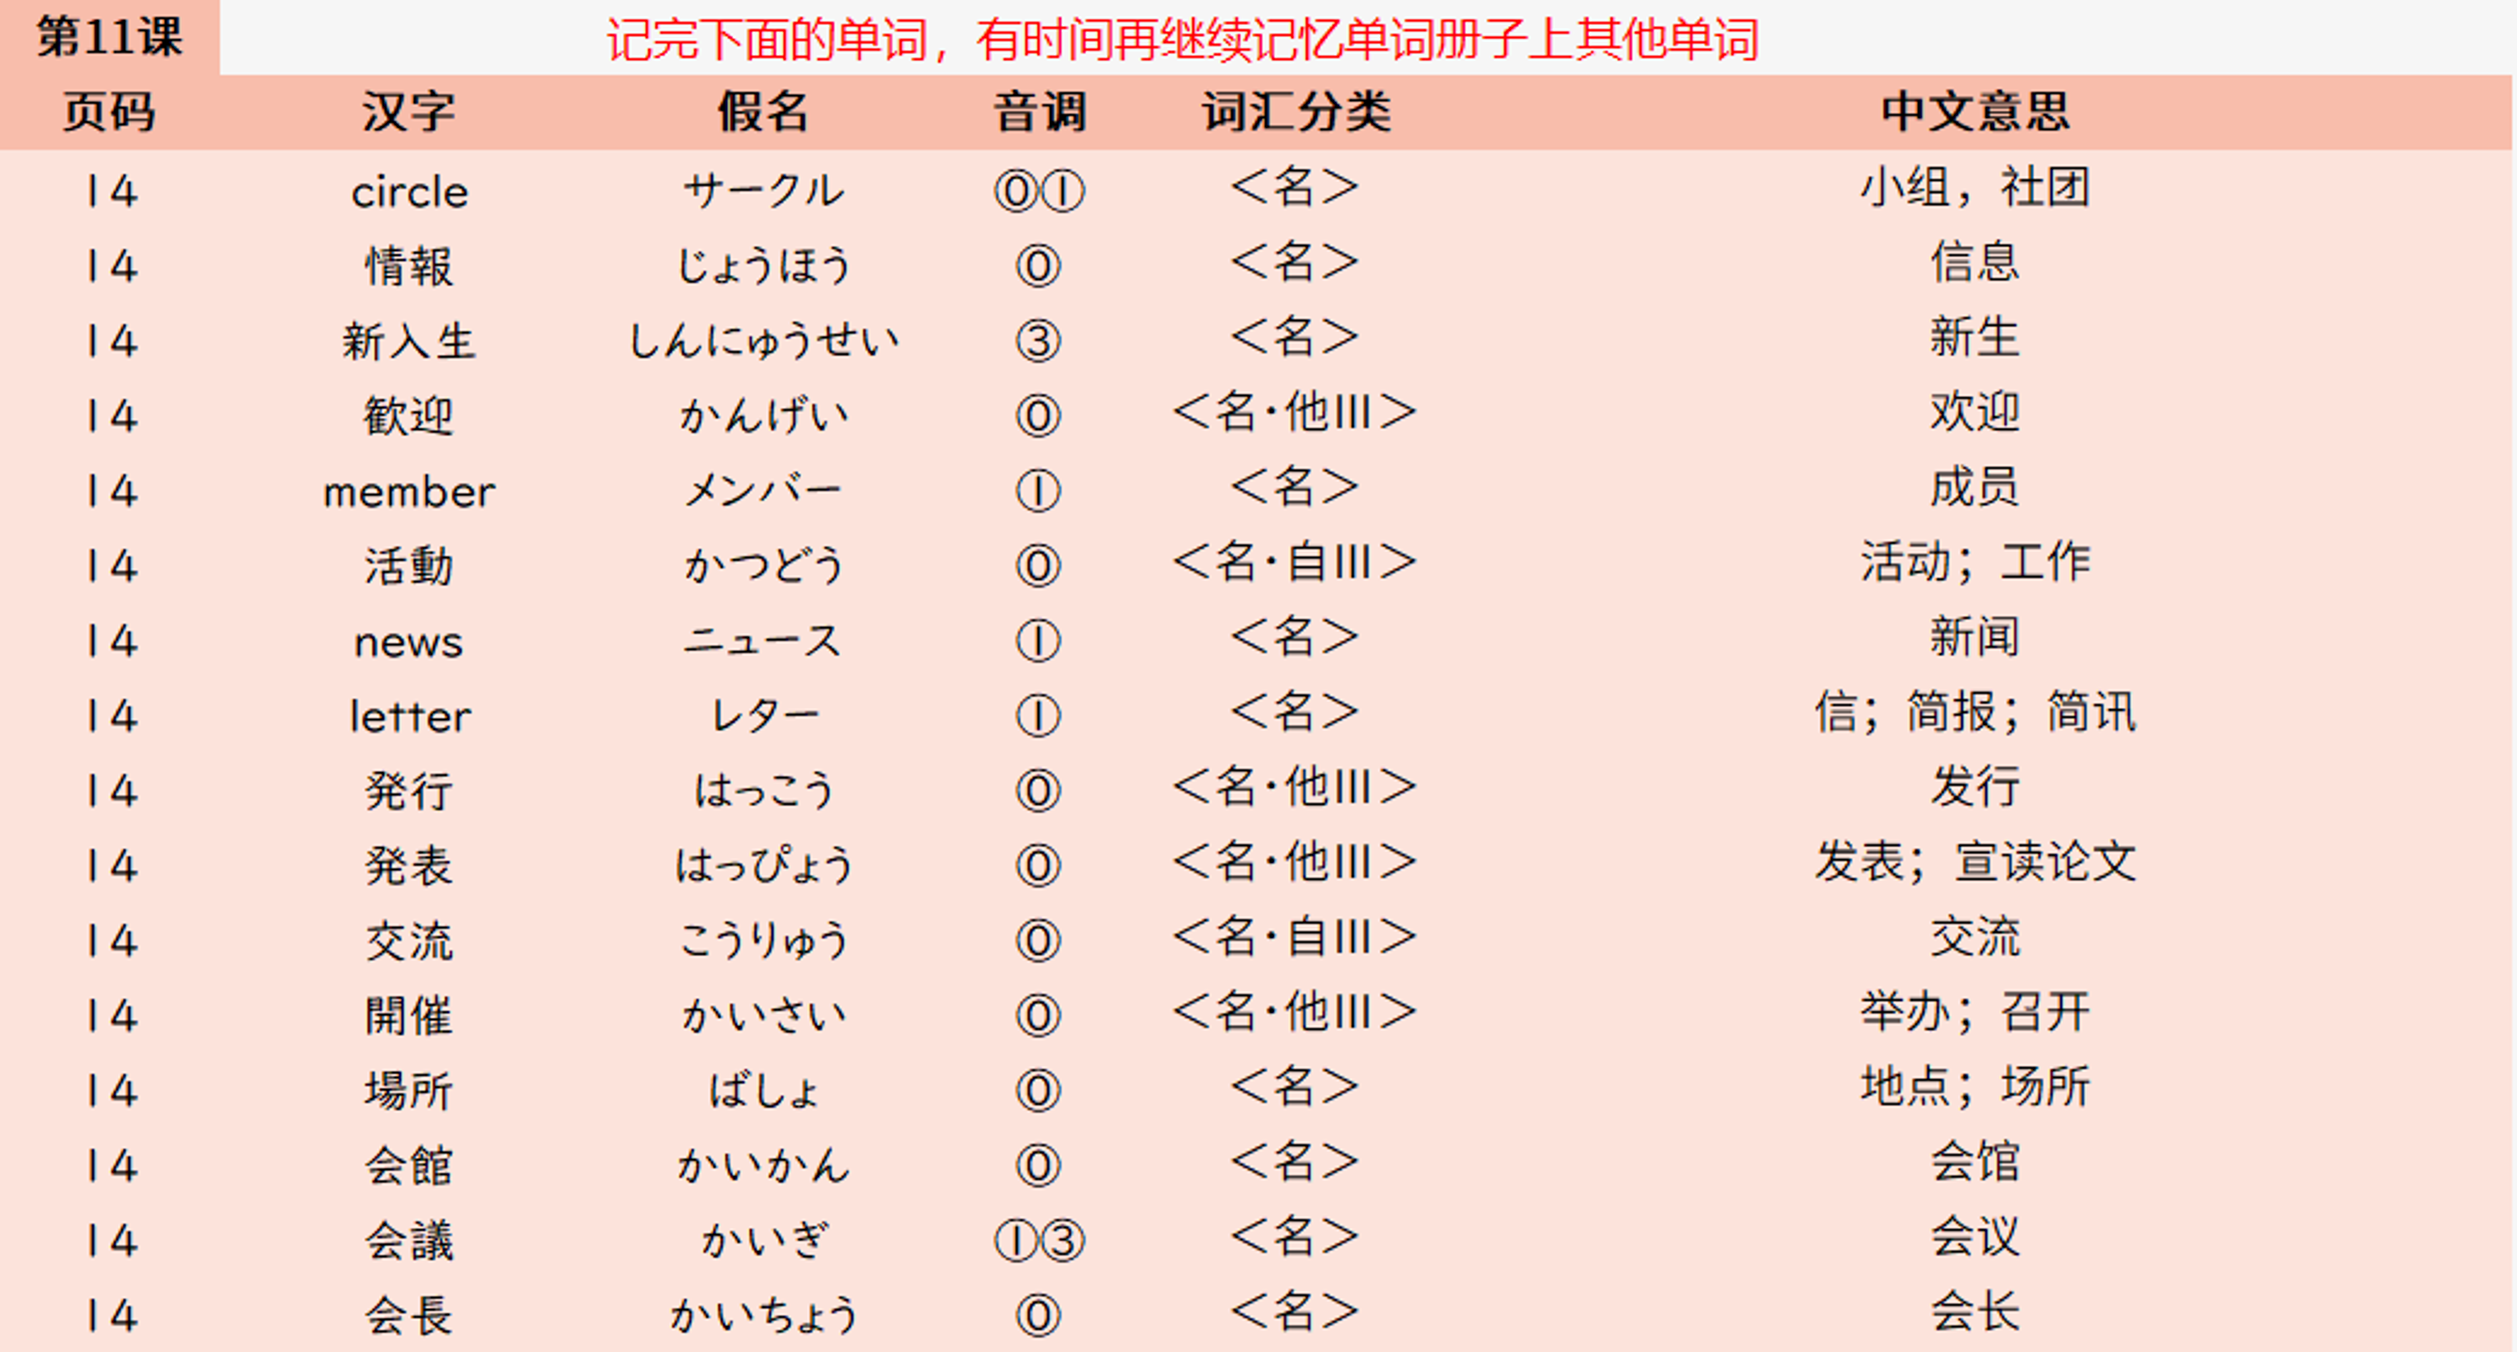 第11课 记完下面的单词，有时间再继续记忆单词册子上其他单词
页码 汉字 假名 音调 词汇分类 中文意思
14 circle サークル ⓪① ＜名＞ 小组，社团
14 情報 じょうほう ⓪ ＜名＞ 信息
14 新入生 しんにゅうせい ③ ＜名＞ 新生
14 歓迎 かんげい ⓪ ＜名·他Ⅲ＞ 欢迎
14 member メンバー ① ＜名＞ 成员
14 活動 かつどう ⓪ ＜名·自Ⅲ＞ 活动；工作
14 news ニュース ① ＜名＞ 新闻
14 letter レター ① ＜名＞ 信；简报；简讯
14 発行 はっこう ⓪ ＜名·他Ⅲ＞ 发行
14 発表 はっぴょう ⓪ ＜名·他Ⅲ＞ 发表；宣读论文
14 交流 こうりゅう ⓪ ＜名·自Ⅲ＞ 交流
14 開催 かいさい ⓪ ＜名·他Ⅲ＞ 举办；召开
14 場所 ばしょ ⓪ ＜名＞ 地点；场所
14 会館 かいかん ⓪ ＜名＞ 会馆
14 会議 かいぎ ①③ ＜名＞ 会议
14 会長 かいちょう ⓪ ＜名＞ 会长